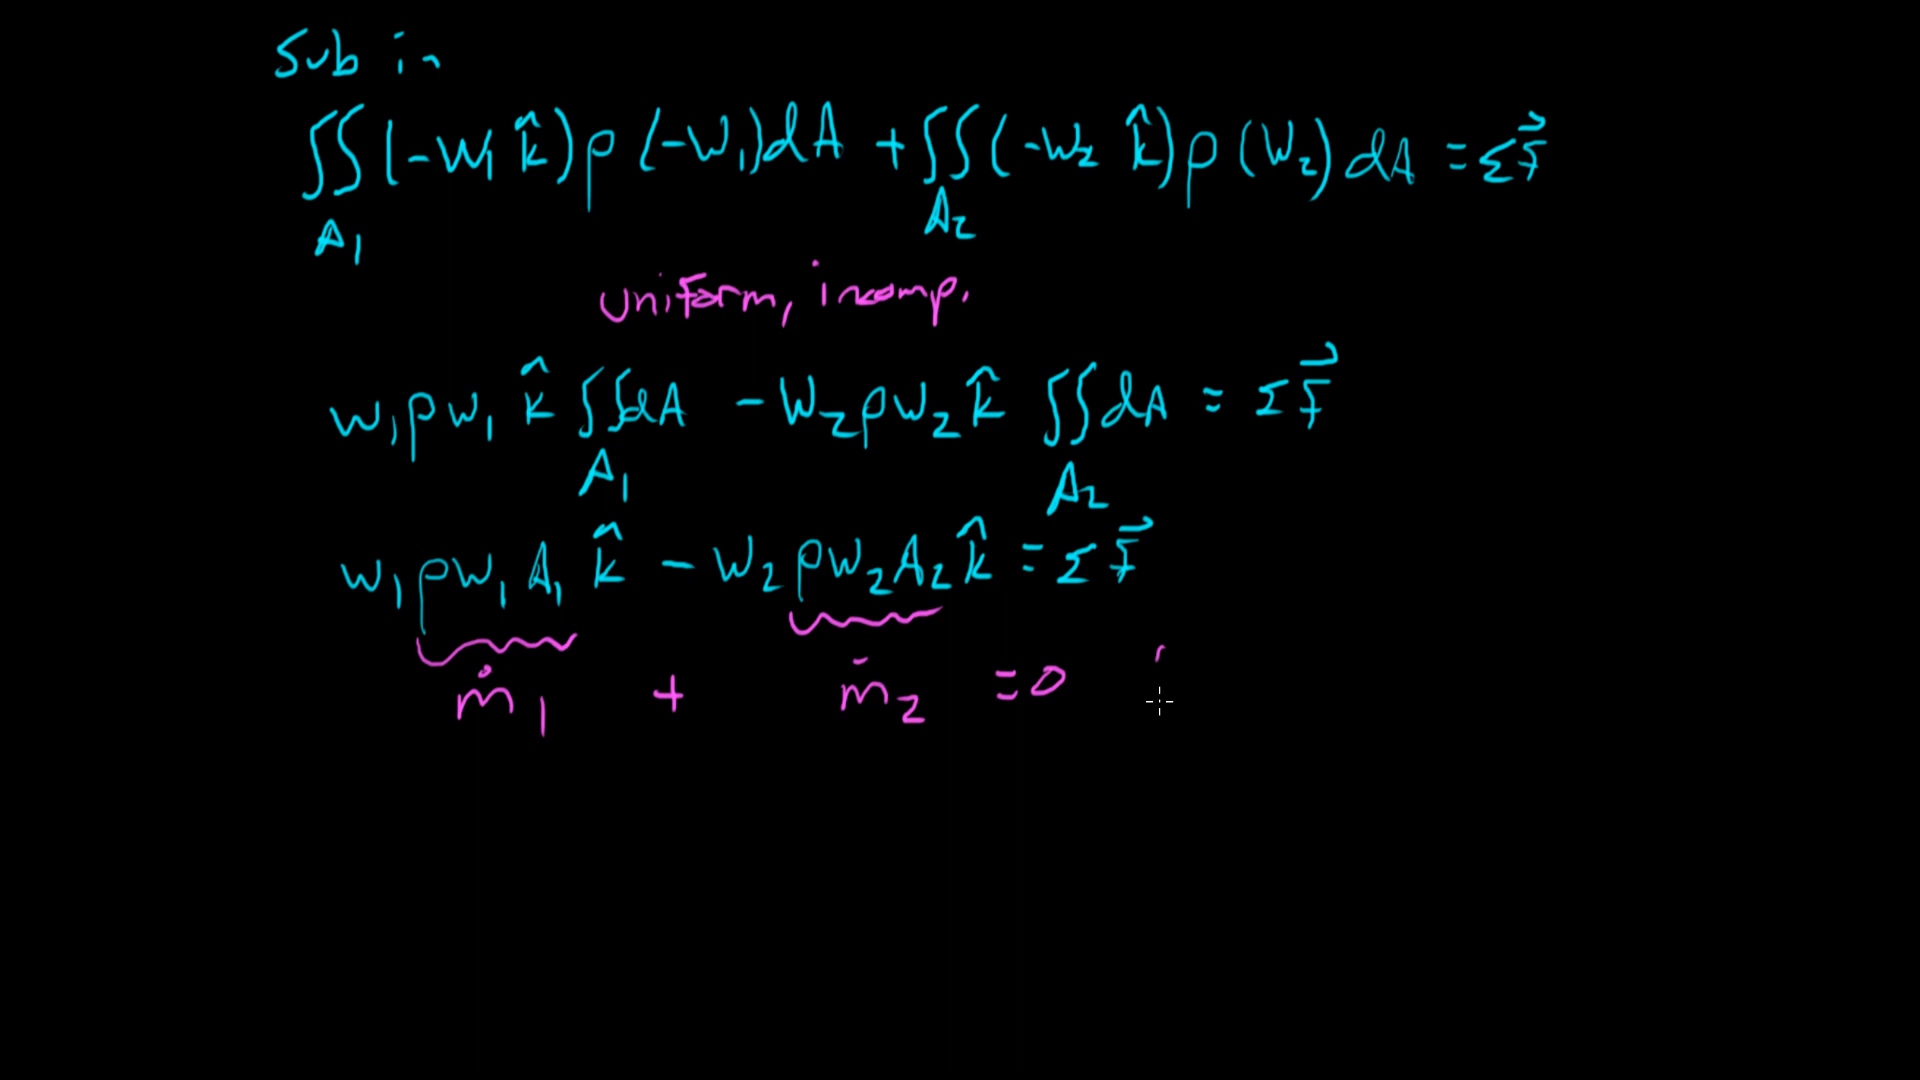 Sub in
∬ (-W₁ k̂) ρ (-W₁) dA + ∬ (-W₂ k̂) ρ (W₂) dA = Σ F⃗
A₁ A₂
uniform, incomp.
W₁ ρ W₁ k̂ ∬ dA - W₂ ρ W₂ k̂ ∬ dA = Σ F⃗
A₁ A₂
W₁ ρ W₁ A₁ k̂ - W₂ ρ W₂ A₂ k̂ = Σ F⃗
ṁ₁ + ṁ₂ = 0